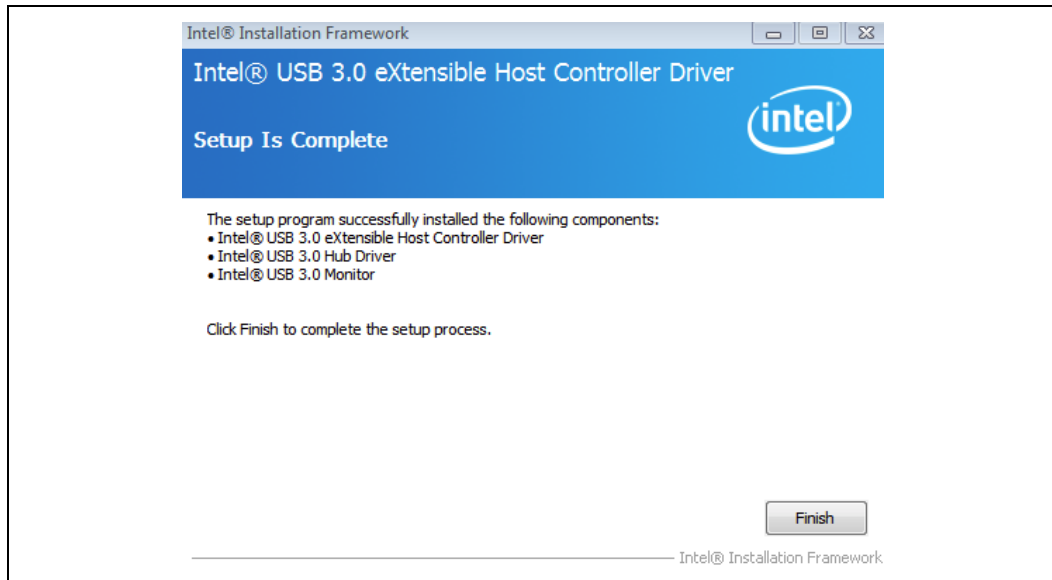 Intel® Installation Framework
Intel® USB 3.0 eXtensible Host Controller Driver
intel
Setup Is Complete
The setup program successfully installed the following components:
• Intel® USB 3.0 eXtensible Host Controller Driver
• Intel® USB 3.0 Hub Driver
• Intel® USB 3.0 Monitor
Click Finish to complete the setup process.
Finish
Intel® Installation Framework